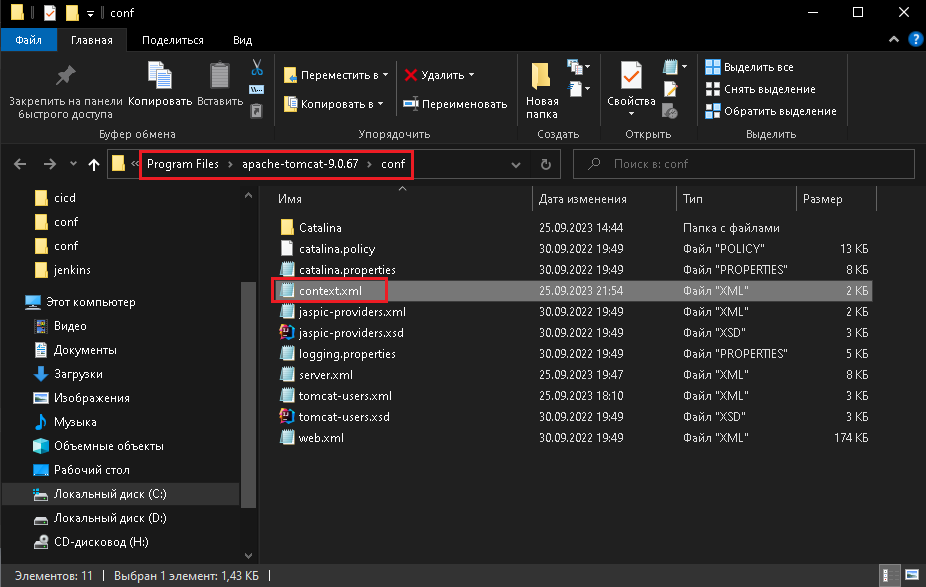 conf
Файл Главная Поделиться Вид
Закрепить на панели быстрого доступа
Копировать
Вставить
Переместить в
Копировать в
Удалить
Переименовать
Новая папка
Свойства
Выделить все
Снять выделение
Обратить выделение
Буфер обмена Упорядочить Создать Открыть Выделить
« Program Files › apache-tomcat-9.0.67 › conf
Поиск в: conf
cicd
conf
conf
jenkins
Этот компьютер
Видео
Документы
Загрузки
Изображения
Музыка
Объемные объекты
Рабочий стол
Локальный диск (C:)
Локальный диск (D:)
CD-дисковод (H:)
Имя Дата изменения Тип Размер
Catalina 25.09.2023 14:44 Папка с файлами
catalina.policy 30.09.2022 19:49 Файл "POLICY" 13 КБ
catalina.properties 30.09.2022 19:49 Файл "PROPERTIES" 8 КБ
context.xml 25.09.2023 21:54 Файл "XML" 2 КБ
jaspic-providers.xml 30.09.2022 19:49 Файл "XML" 2 КБ
jaspic-providers.xsd 30.09.2022 19:49 Файл "XSD" 3 КБ
logging.properties 30.09.2022 19:49 Файл "PROPERTIES" 5 КБ
server.xml 25.09.2023 19:47 Файл "XML" 8 КБ
tomcat-users.xml 25.09.2023 18:10 Файл "XML" 3 КБ
tomcat-users.xsd 30.09.2022 19:49 Файл "XSD" 3 КБ
web.xml 30.09.2022 19:49 Файл "XML" 174 КБ
Элементов: 11 Выбран 1 элемент: 1,43 КБ